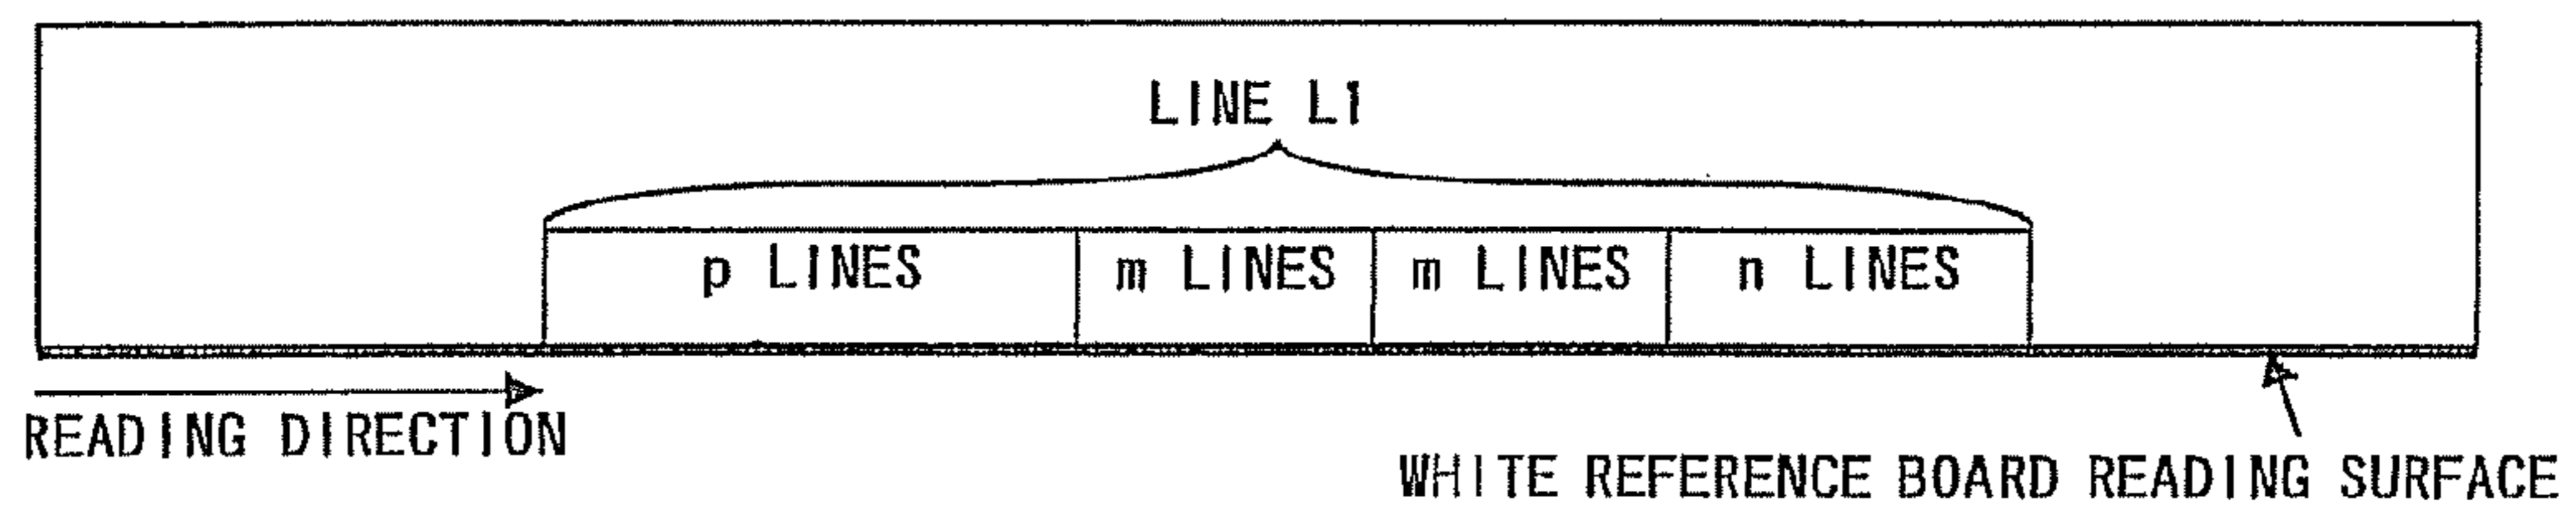 LINE L1
p LINES m LINES m LINES n LINES
READING DIRECTION
WHITE REFERENCE BOARD READING SURFACE